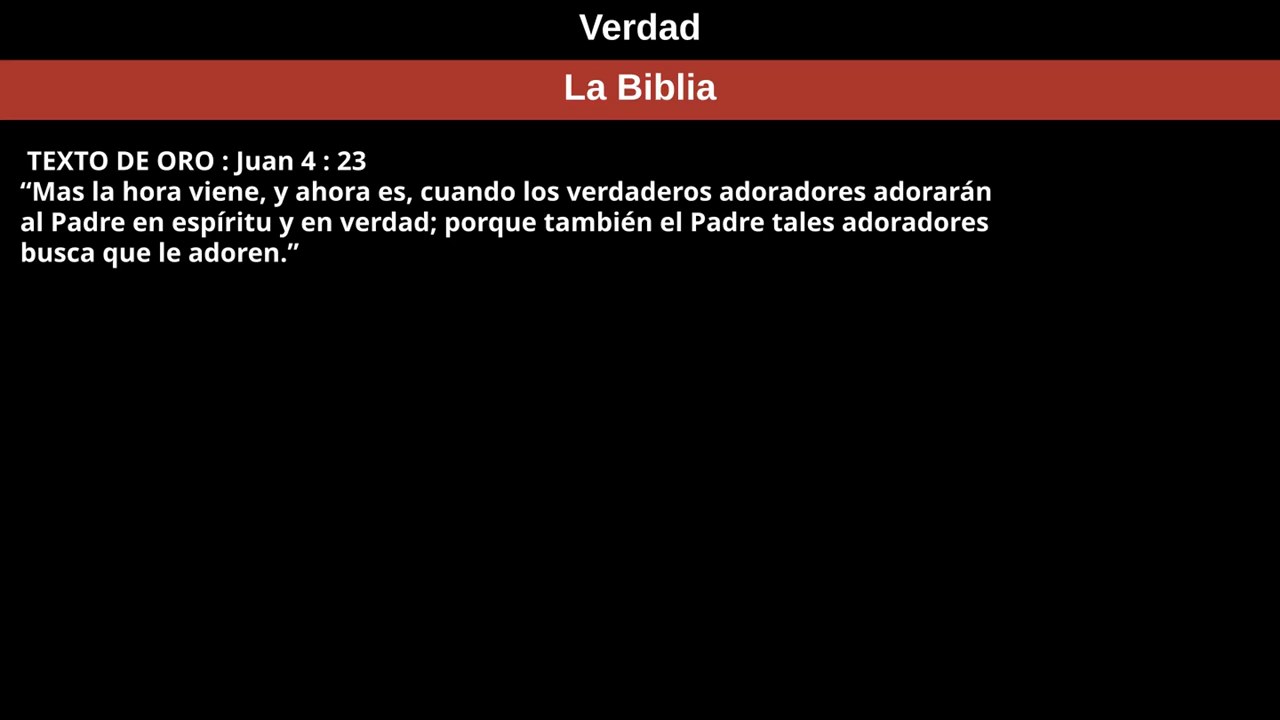 Verdad
La Biblia
TEXTO DE ORO : Juan 4 : 23
“Mas la hora viene, y ahora es, cuando los verdaderos adoradores adorarán
al Padre en espíritu y en verdad; porque también el Padre tales adoradores
busca que le adoren.”